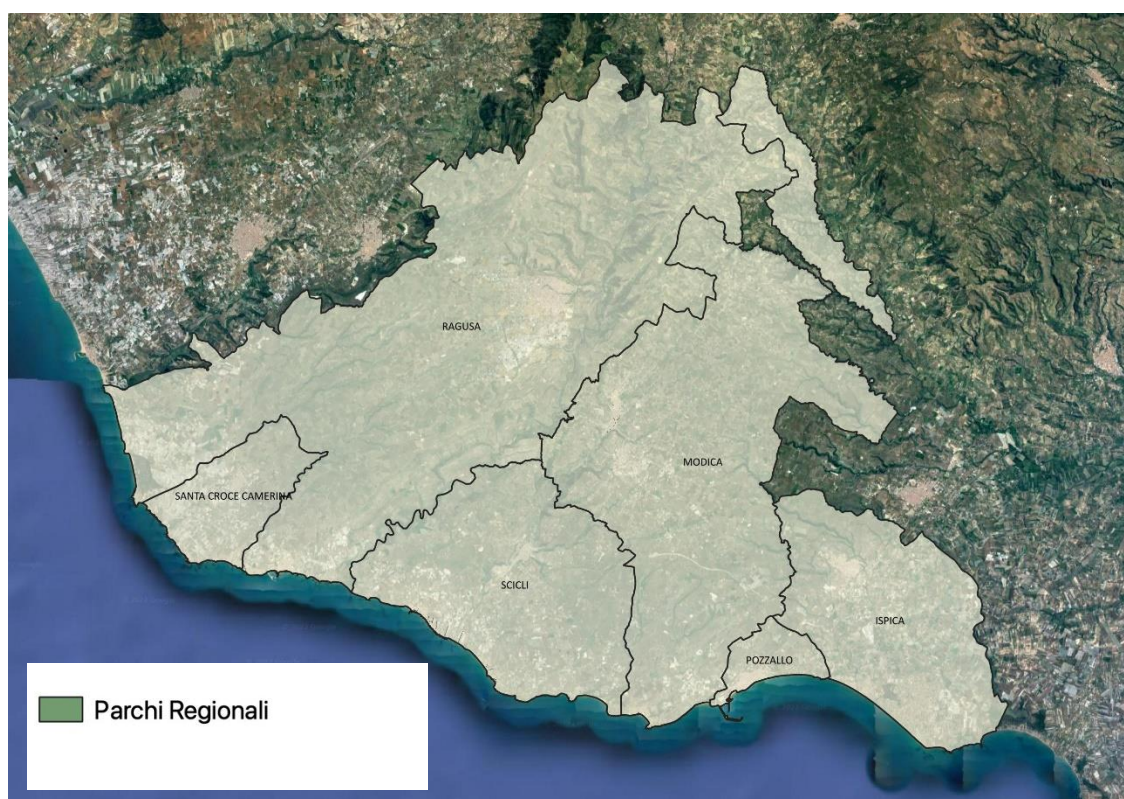 RAGUSA
MODICA
SANTA CROCE CAMERINA
SCICLI
ISPICA
POZZALLO
Parchi Regionali